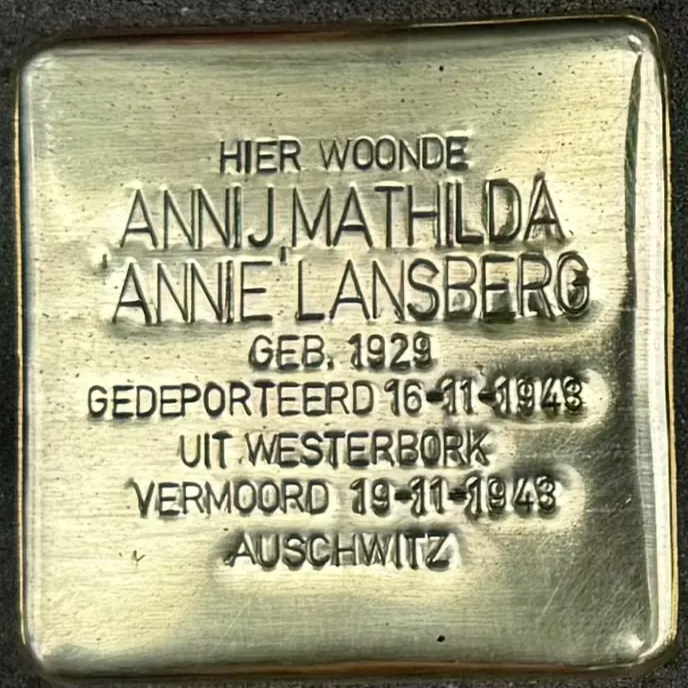 HIER WOONDE
ANNIJ MATHILDA
'ANNIE' LANSBERG
GEB. 1929
GEDEPORTEERD 16-11-1943
UIT WESTERBORK
VERMOORD 19-11-1943
AUSCHWITZ